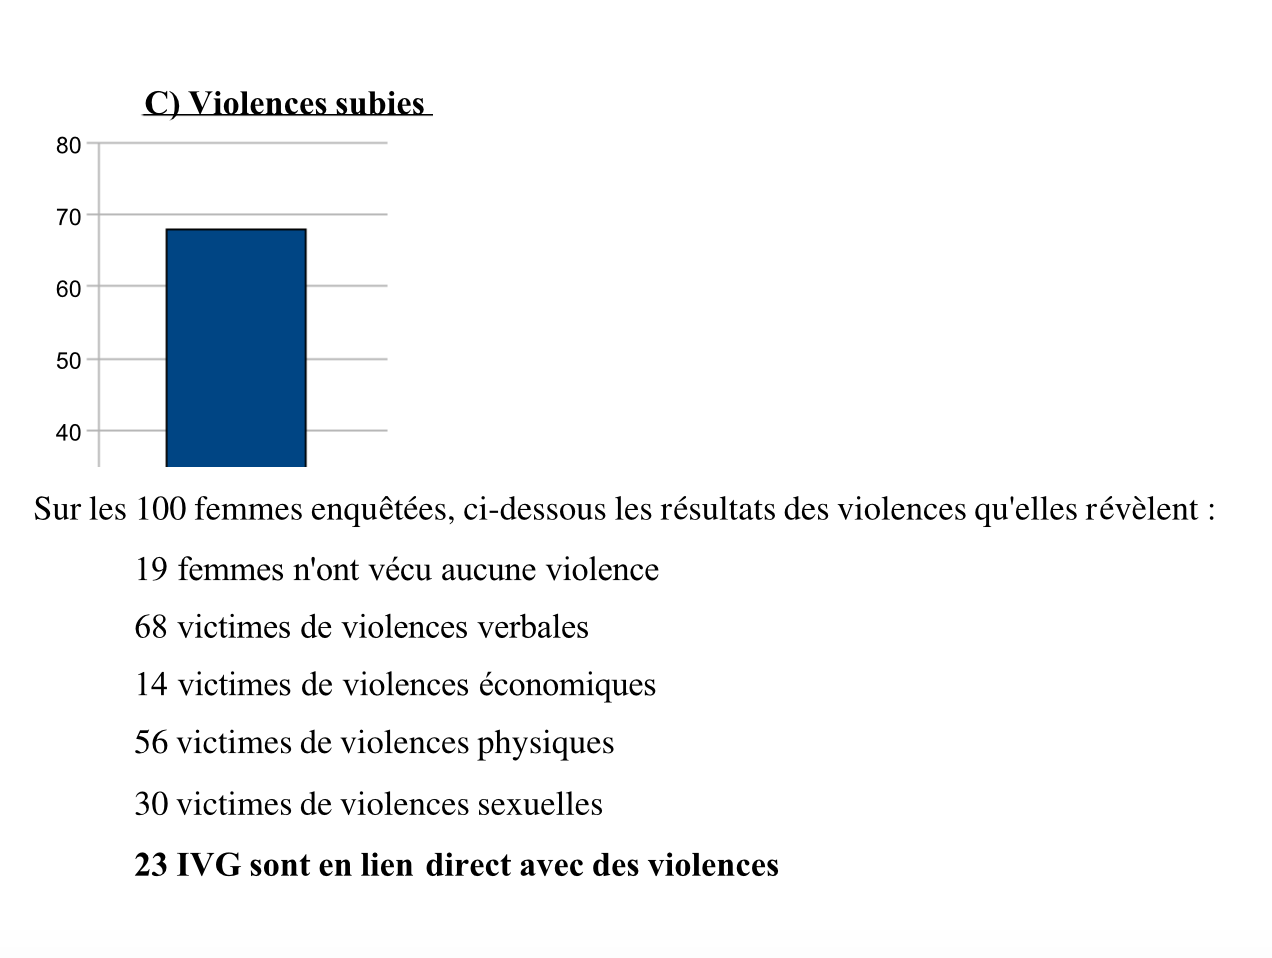 C) Violences subies
80
70
60
50
40
Sur les 100 femmes enquêtées, ci-dessous les résultats des violences qu'elles révèlent :
19 femmes n'ont vécu aucune violence
68 victimes de violences verbales
14 victimes de violences économiques
56 victimes de violences physiques
30 victimes de violences sexuelles
23 IVG sont en lien direct avec des violences